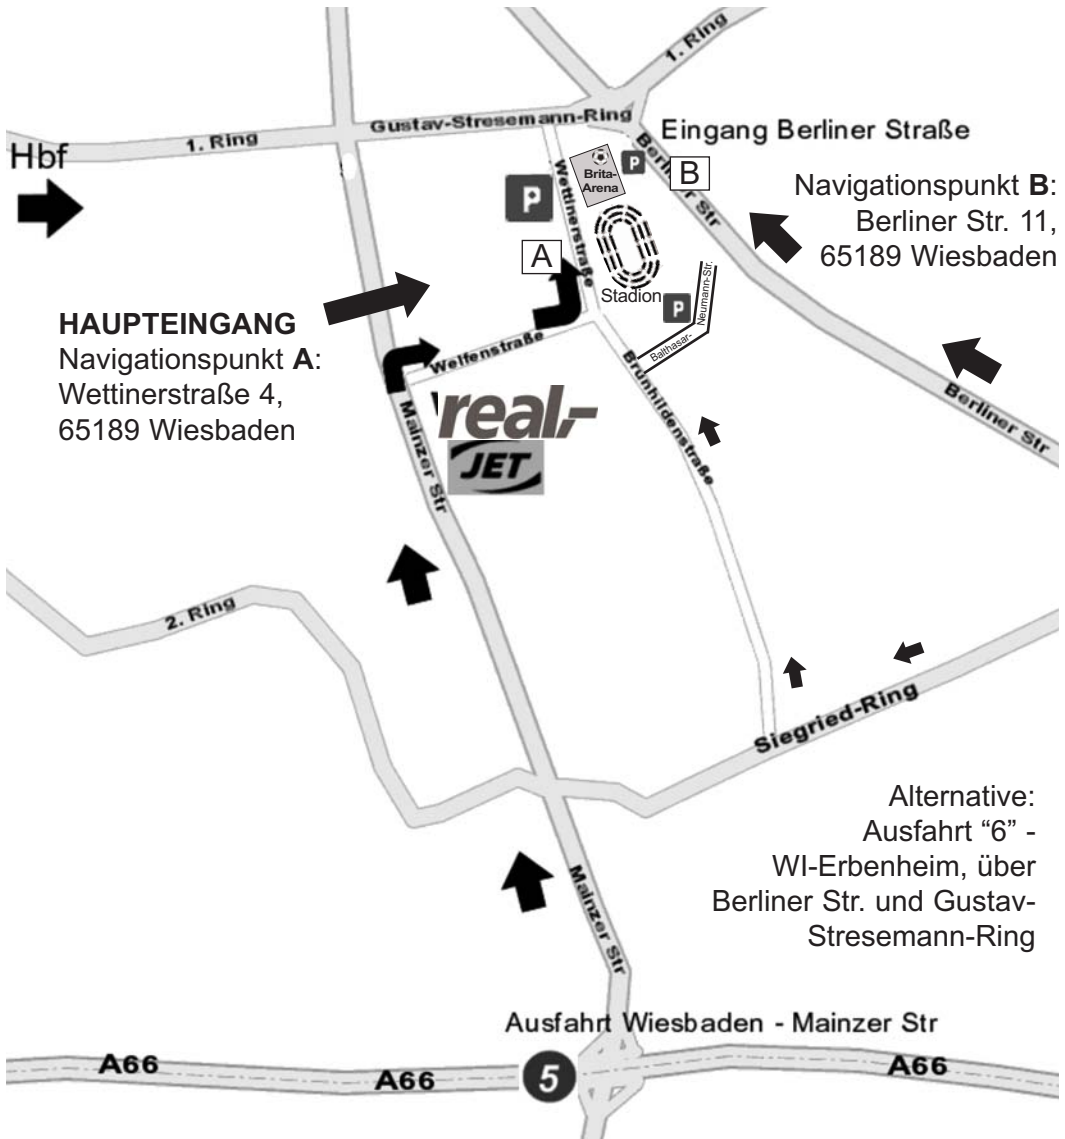 1. Ring
Gustav-Stresemann-Ring
1. Ring
Hbf
Eingang Berliner Straße
Berliner Str
B
P
Brita-
Arena
P
Wettinerstraße
Navigationspunkt B:
Berliner Str. 11,
65189 Wiesbaden
A
Stadion
P
Neumann-Str.
Balthasar-
HAUPTEINGANG
Navigationspunkt A:
Wettinerstraße 4,
65189 Wiesbaden
Welfenstraße
Brunhildenstraße
Berliner Str
real,-
JET
Mainzer Str
2. Ring
Siegried-Ring
Alternative:
Ausfahrt “6” -
WI-Erbenheim, über
Berliner Str. und Gustav-
Stresemann-Ring
Mainzer Str
Ausfahrt Wiesbaden - Mainzer Str
A66
A66
5
A66